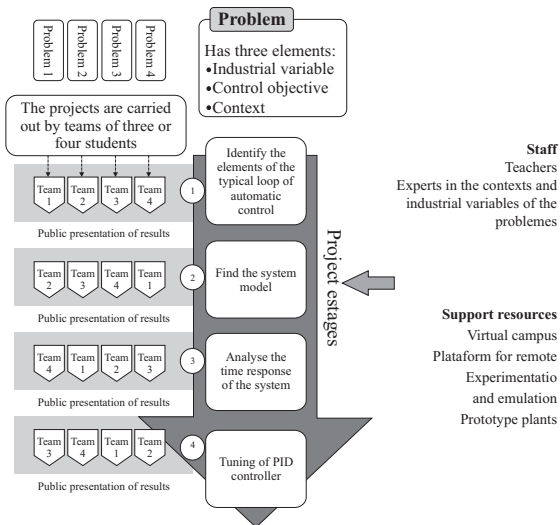 Problem 1
Problem 2
Problem 3
Problem 4
Problem
Has three elements:
•Industrial variable
•Control objective
•Context
The projects are carried
out by teams of three or
four students
Team
1
Team
2
Team
3
Team
4
Public presentation of results
1
Identify the
elements of the
typical loop of
automatic
control
Team
2
Team
3
Team
4
Team
1
Public presentation of results
2
Find the system
model
Team
4
Team
1
Team
2
Team
3
Public presentation of results
3
Analyse the
time response
of the system
Team
3
Team
4
Team
1
Team
2
Public presentation of results
4
Tuning of PID
controller
Project estages
Staff
Teachers
Experts in the contexts and
industrial variables of the
problemes
Support resources
Virtual campus
Plataform for remote
Experimentatio
and emulation
Prototype plants